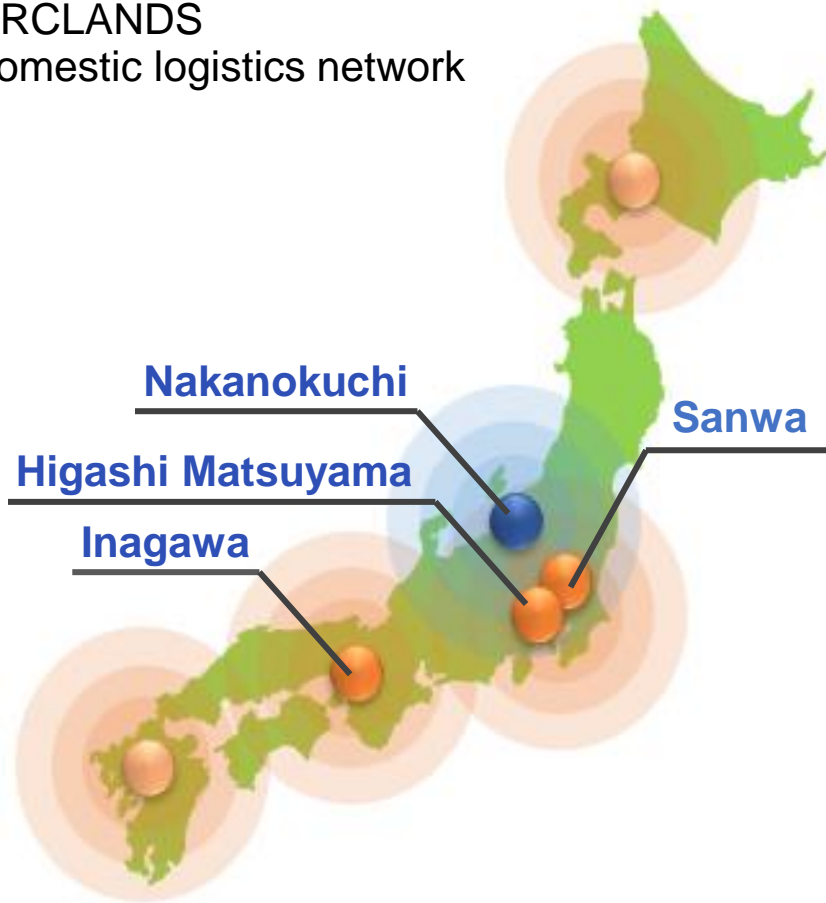 RCLANDS
omestic logistics network
Nakanokuchi
Sanwa
Higashi Matsuyama
Inagawa